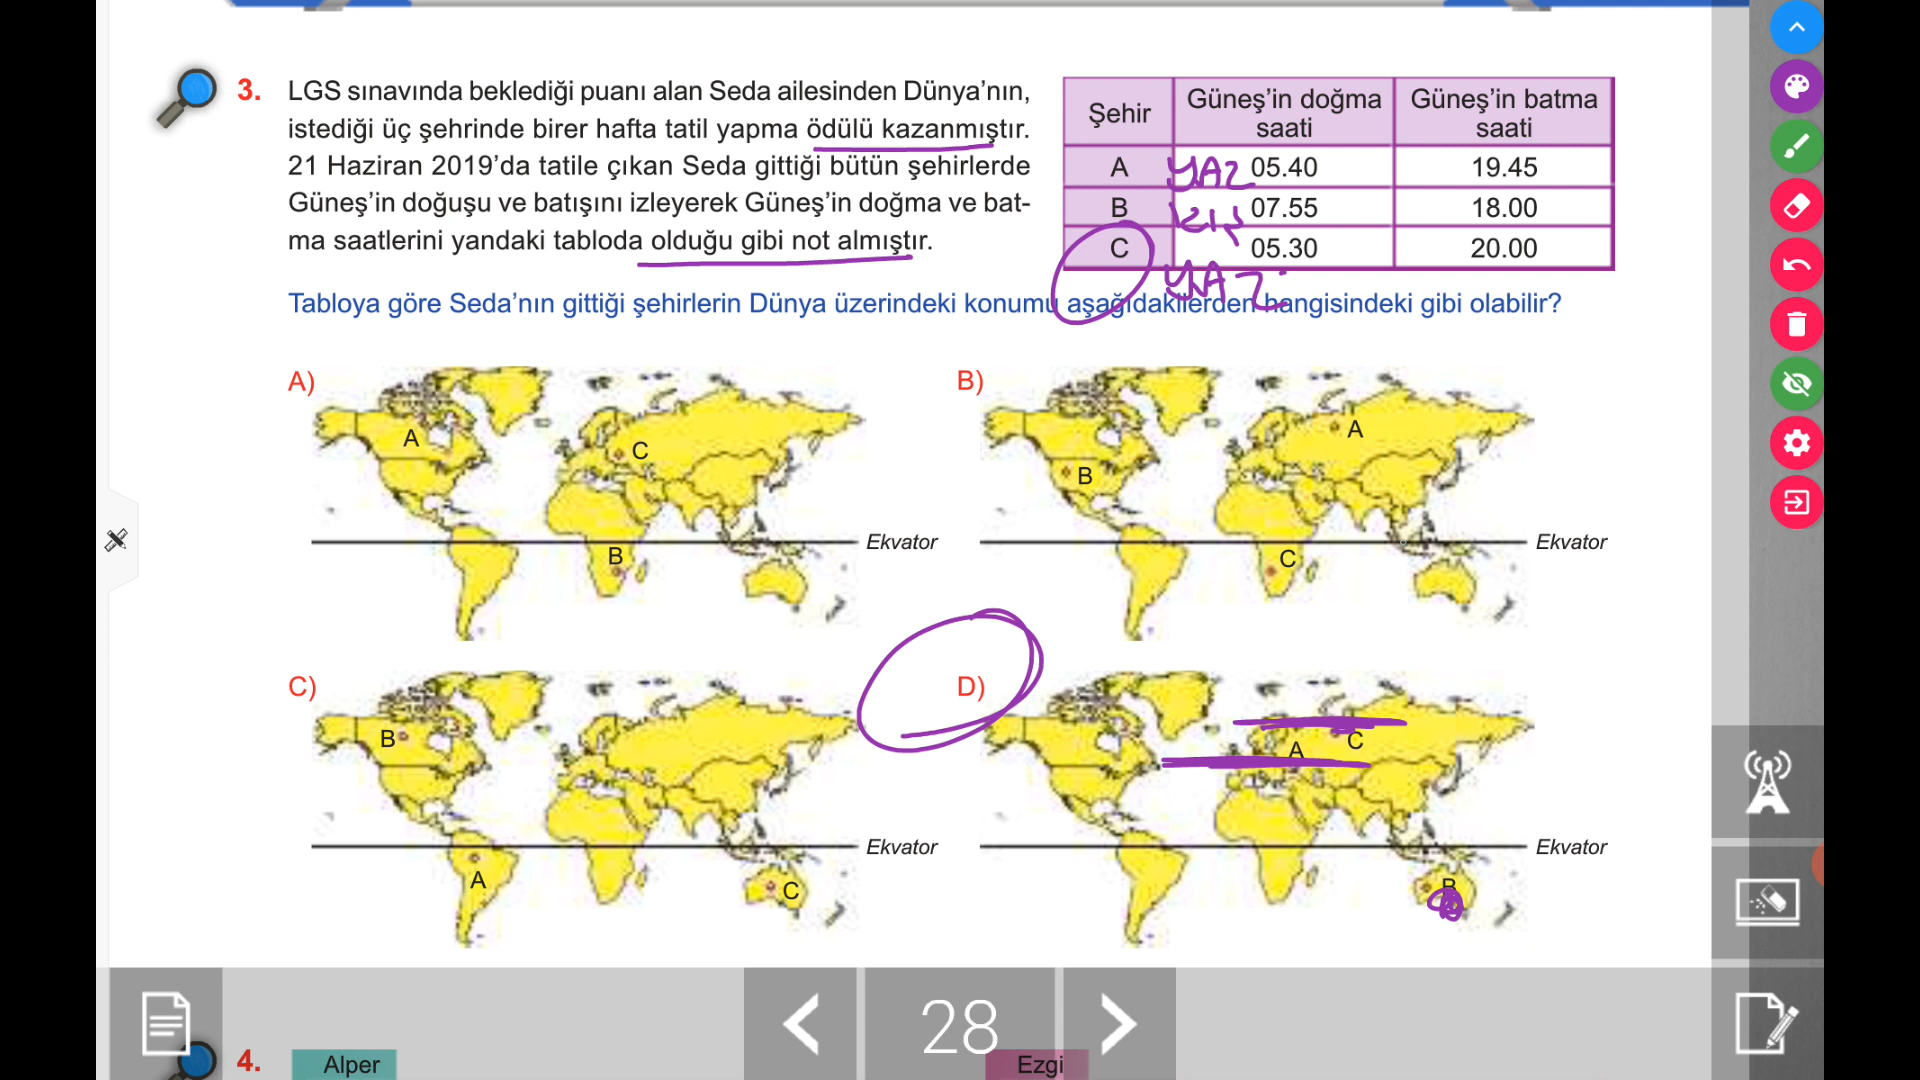 3. LGS sınavında beklediği puanı alan Seda ailesinden Dünya’nın,
istediği üç şehrinde birer hafta tatil yapma ödülü kazanmıştır.
21 Haziran 2019’da tatile çıkan Seda gittiği bütün şehirlerde
Güneş’in doğuşu ve batışını izleyerek Güneş’in doğma ve bat-
ma saatlerini yandaki tabloda olduğu gibi not almıştır.
Şehir Güneş’in doğma saati Güneş’in batma saati
A YAZ 05.40 19.45
B KIŞ 07.55 18.00
C 05.30 20.00
YAZ
Tabloya göre Seda’nın gittiği şehirlerin Dünya üzerindeki konumu aşağıdakilerden hangisindeki gibi olabilir?
A)
A
C
B
Ekvator
B)
A
B
C
Ekvator
C)
B
A
C
Ekvator
D)
C
A
B
Ekvator
28
4. Alper Ezgi